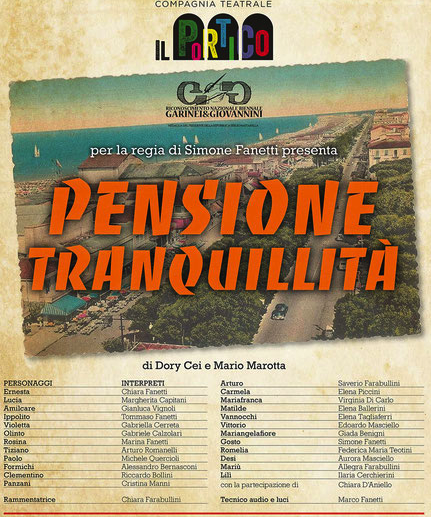 COMPAGNIA TEATRALE
IL PORTICO
RICONOSCIMENTO NAZIONALE E BIENNALE
GARINEI&GIOVANNINI
per la regia di Simone Fanetti presenta
PENSIONE
TRANQUILLITÀ
di Dory Cei e Mario Marotta
PERSONAGGI INTERPRETI
Ernesta Chiara Fanetti
Lucia Margherita Capitani
Amilcare Gianluca Vignoli
Ippolito Tommaso Fanetti
Violetta Gabriella Cerreta
Olinto Gabriele Calzolari
Rosina Marina Fanetti
Tiziano Arturo Romanelli
Paolo Michele Quercioli
Formichi Alessandro Bernasconi
Clementino Riccardo Bollini
Panzani Cristina Manni
Rammentatrice Chiara Farabullini
Arturo Saverio Farabullini
Carmela Elena Piccini
Mariafranca Virginia Di Carlo
Matilde Elena Ballerini
Vannocchi Elena Tagliaferri
Vittorio Edoardo Masciello
Mariangelafiore Giada Benigni
Gosto Simone Fanetti
Romelia Federica Maria Teotini
Desi Aurora Masciello
Mariù Allegra Farabullini
Lilì Ilaria Cerchierini
con la partecipazione di Chiara D'Aniello
Tecnico audio e luci Marco Fanetti